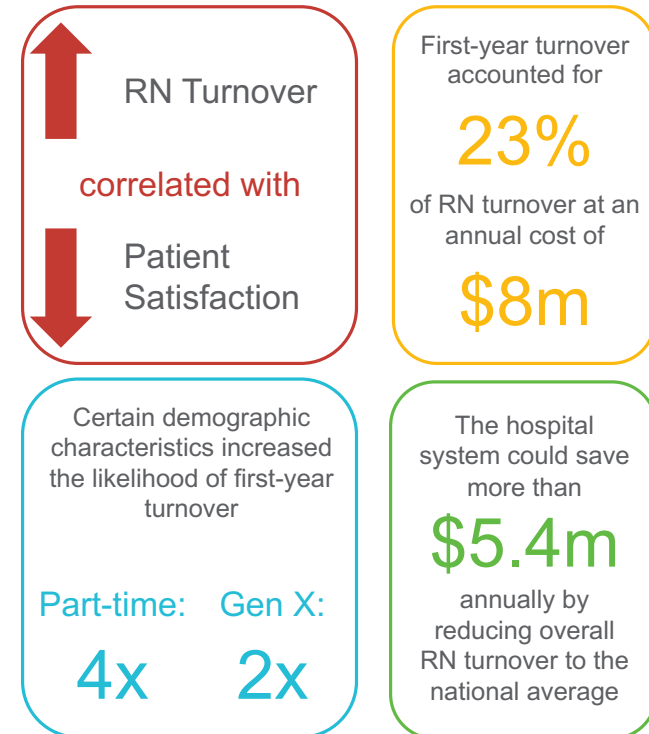 RN Turnover
correlated with
Patient
Satisfaction
First-year turnover
accounted for
23%
of RN turnover at an
annual cost of
$8m
Certain demographic
characteristics increased
the likelihood of first-year
turnover
Part-time: Gen X:
4x 2x
The hospital
system could save
more than
$5.4m
annually by
reducing overall
RN turnover to the
national average